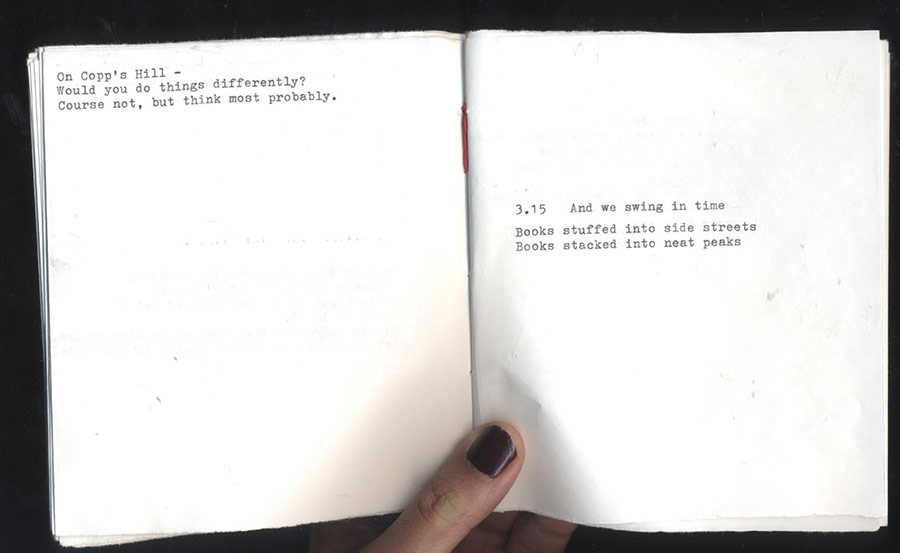 On Copp's Hill -
Would you do things differently?
Course not, but think most probably.
3.15   And we swing in time
Books stuffed into side streets
Books stacked into neat peaks